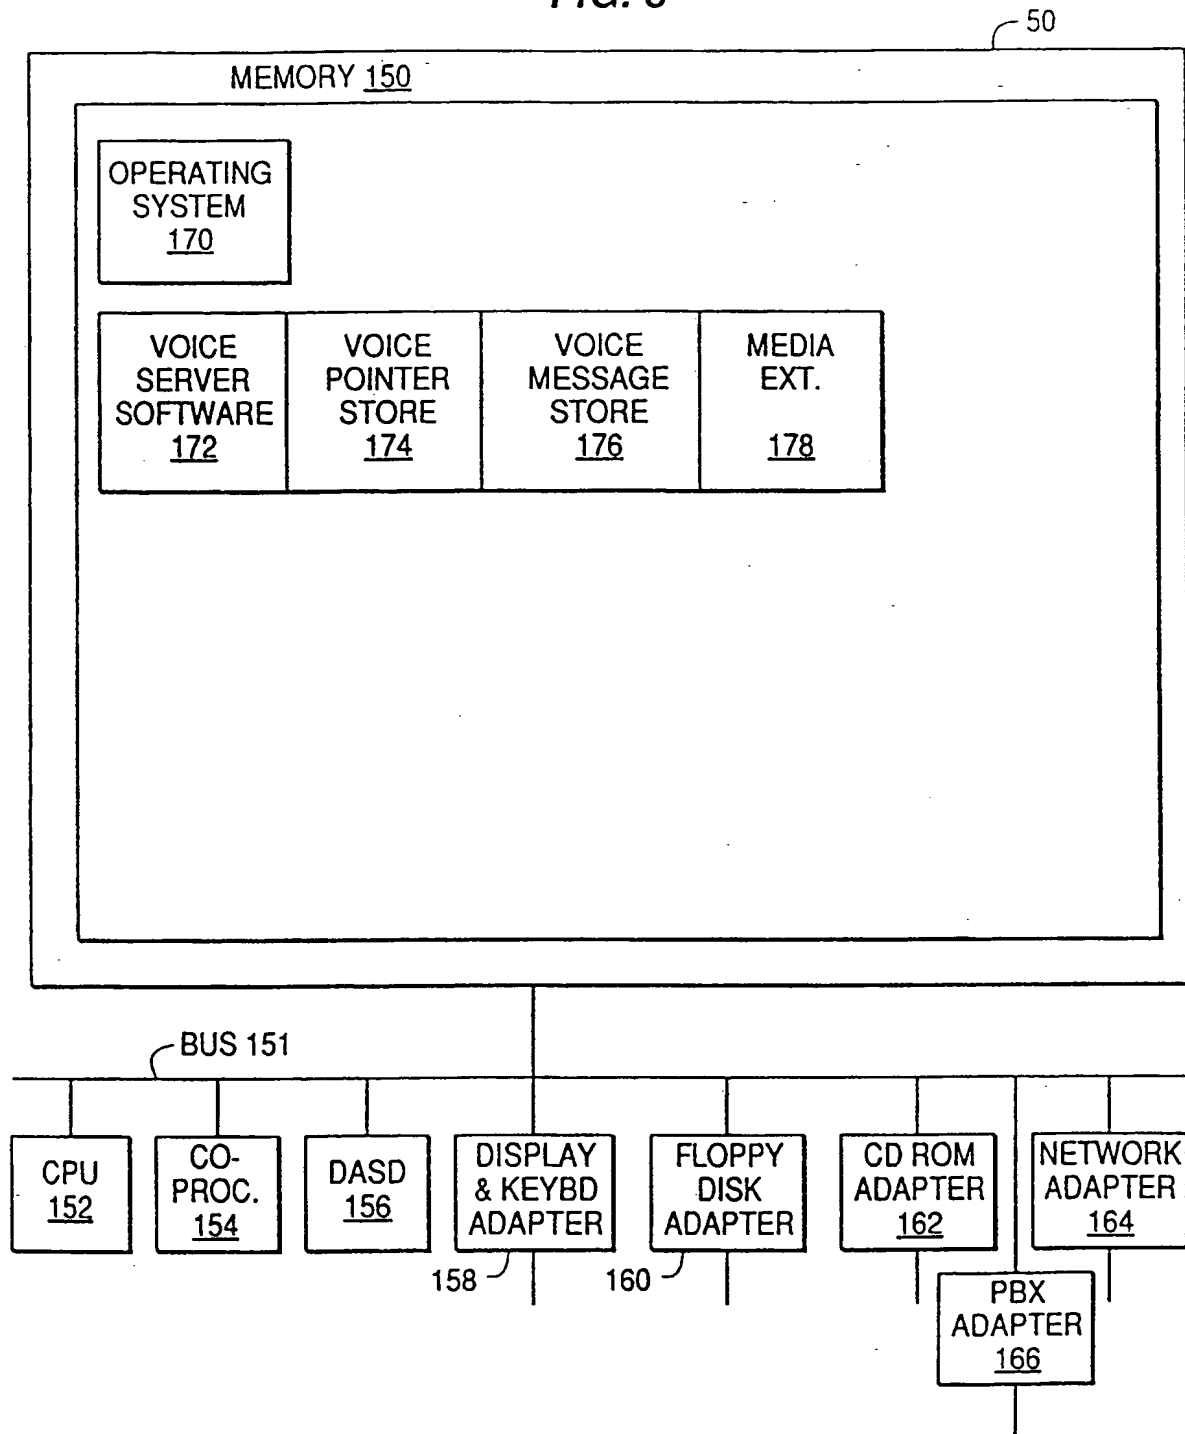 50
MEMORY 150
OPERATING
SYSTEM
170
VOICE
SERVER
SOFTWARE
172
VOICE
POINTER
STORE
174
VOICE
MESSAGE
STORE
176
MEDIA
EXT.
178
BUS 151
CPU
152
CO-
PROC.
154
DASD
156
DISPLAY
& KEYBD
ADAPTER
158
FLOPPY
DISK
ADAPTER
160
CD ROM
ADAPTER
162
NETWORK
ADAPTER
164
PBX
ADAPTER
166